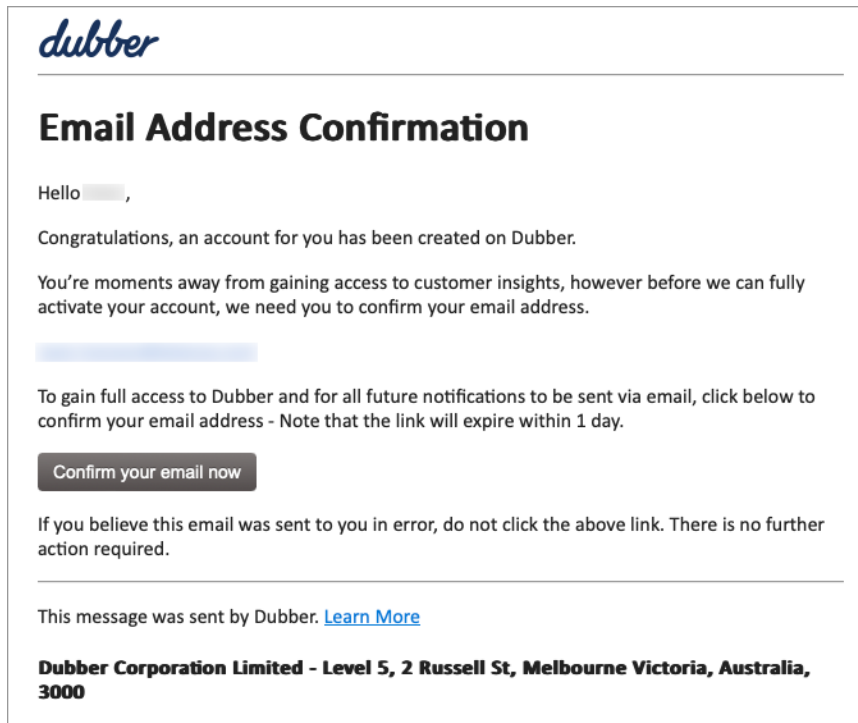 dubber
Email Address Confirmation
Hello ,
Congratulations, an account for you has been created on Dubber.
You’re moments away from gaining access to customer insights, however before we can fully
activate your account, we need you to confirm your email address.
To gain full access to Dubber and for all future notifications to be sent via email, click below to
confirm your email address - Note that the link will expire within 1 day.
Confirm your email now
If you believe this email was sent to you in error, do not click the above link. There is no further
action required.
This message was sent by Dubber. Learn More
Dubber Corporation Limited - Level 5, 2 Russell St, Melbourne Victoria, Australia,
3000